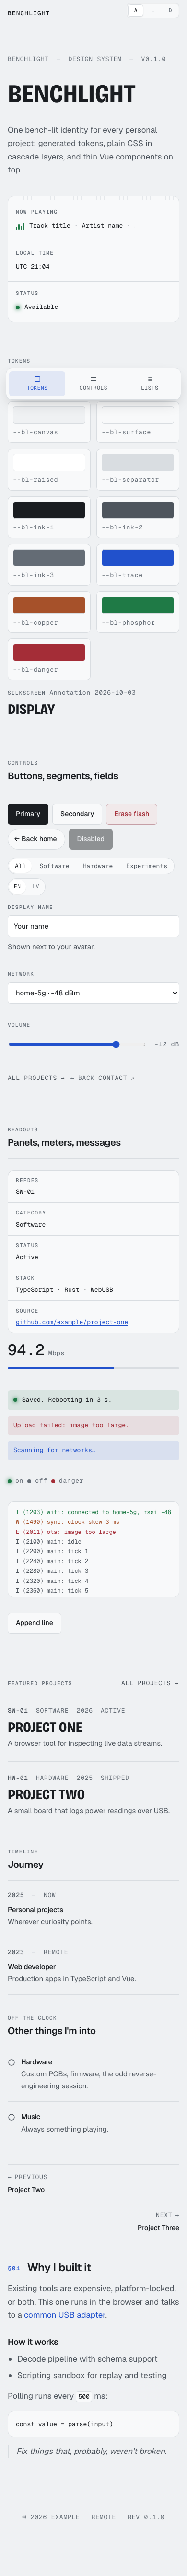 BENCHLIGHT
A L D
BENCHLIGHT · DESIGN SYSTEM · V0.1.0
BENCHLIGHT
One bench-lit identity for every personal
project: generated tokens, plain CSS in
cascade layers, and thin Vue components on
top.
NOW PLAYING
Track title · Artist name ·
LOCAL TIME
UTC 21:04
STATUS
Available
TOKENS
TOKENS CONTROLS LISTS
--bl-canvas --bl-surface
--bl-raised --bl-separator
--bl-ink-1 --bl-ink-2
--bl-ink-3 --bl-trace
--bl-copper --bl-phosphor
--bl-danger
SILKSCREEN Annotation 2026-10-03
DISPLAY
CONTROLS
Buttons, segments, fields
Primary Secondary Erase flash
← Back home Disabled
All Software Hardware Experiments
EN LV
DISPLAY NAME
Your name
Shown next to your avatar.
NETWORK
home-5g · -48 dBm
VOLUME
-12 dB
ALL PROJECTS → ← BACK CONTACT ↗
READOUTS
Panels, meters, messages
REFDES
SW-01
CATEGORY
Software
STATUS
Active
STACK
TypeScript · Rust · WebUSB
SOURCE
github.com/example/project-one
94.2 Mbps
Saved. Rebooting in 3 s.
Upload failed: image too large.
Scanning for networks…
on off danger
I (1203) wifi: connected to home-5g, rssi -48
W (1490) sync: clock skew 3 ms
E (2011) ota: image too large
I (2100) main: idle
I (2200) main: tick 1
I (2240) main: tick 2
I (2280) main: tick 3
I (2320) main: tick 4
I (2360) main: tick 5
Append line
FEATURED PROJECTS ALL PROJECTS →
SW-01 SOFTWARE 2026 ACTIVE
PROJECT ONE
A browser tool for inspecting live data streams.
HW-01 HARDWARE 2025 SHIPPED
PROJECT TWO
A small board that logs power readings over USB.
TIMELINE
Journey
2025 · NOW
Personal projects
Wherever curiosity points.
2023 · REMOTE
Web developer
Production apps in TypeScript and Vue.
OFF THE CLOCK
Other things I'm into
Hardware
Custom PCBs, firmware, the odd reverse-
engineering session.
Music
Always something playing.
← PREVIOUS
Project Two
NEXT →
Project Three
S01 Why I built it
Existing tools are expensive, platform-locked,
or both. This one runs in the browser and talks
to a common USB adapter.
How it works
• Decode pipeline with schema support
• Scripting sandbox for replay and testing
Polling runs every 500 ms:
const value = parse(input)
Fix things that, probably, weren't broken.
© 2026 EXAMPLE REMOTE REV 0.1.0